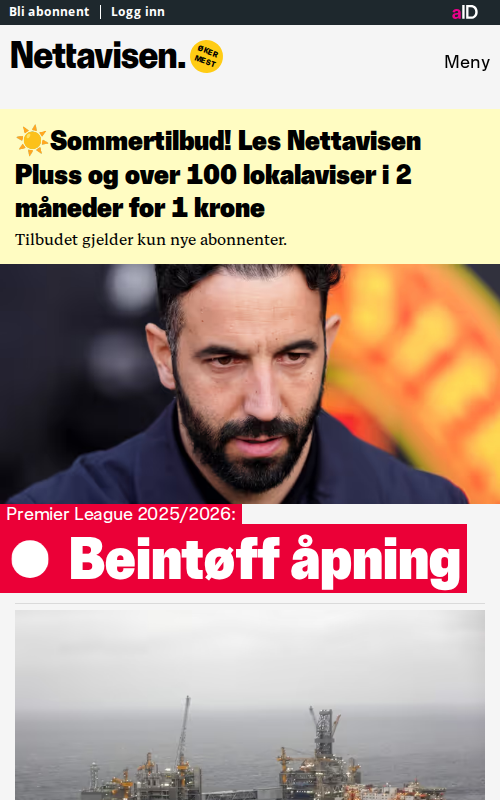 Bli abonnent
Logg inn
aID
Nettavisen.
ØKER
MEST
Meny
Sommertilbud! Les Nettavisen
Pluss og over 100 lokalaviser i 2
måneder for 1 krone
Tilbudet gjelder kun nye abonnenter.
Premier League 2025/2026:
Beintøff åpning